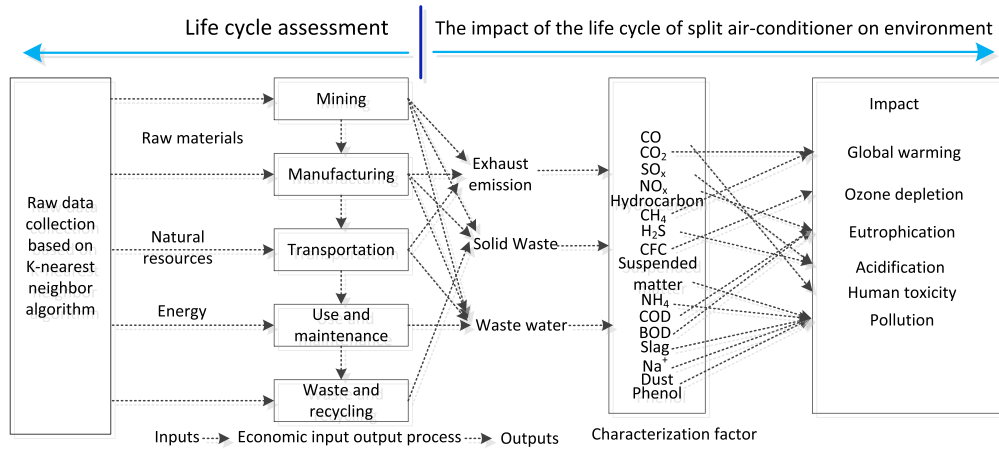 Life cycle assessment
The impact of the life cycle of split air-conditioner on environment
Raw data
collection
based on
K-nearest
neighbor
algorithm
Raw materials
Natural
resources
Energy
Mining
Manufacturing
Transportation
Use and
maintenance
Waste and
recycling
Exhaust
emission
Solid Waste
Waste water
CO
CO₂
SOₓ
NOₓ
Hydrocarbon
CH₄
H₂S
CFC
Suspended
matter
NH₄
COD
BOD
Slag
Na⁺
Dust
Phenol
Impact
Global warming
Ozone depletion
Eutrophication
Acidification
Human toxicity
Pollution
Inputs
Economic input output process
Outputs
Characterization factor